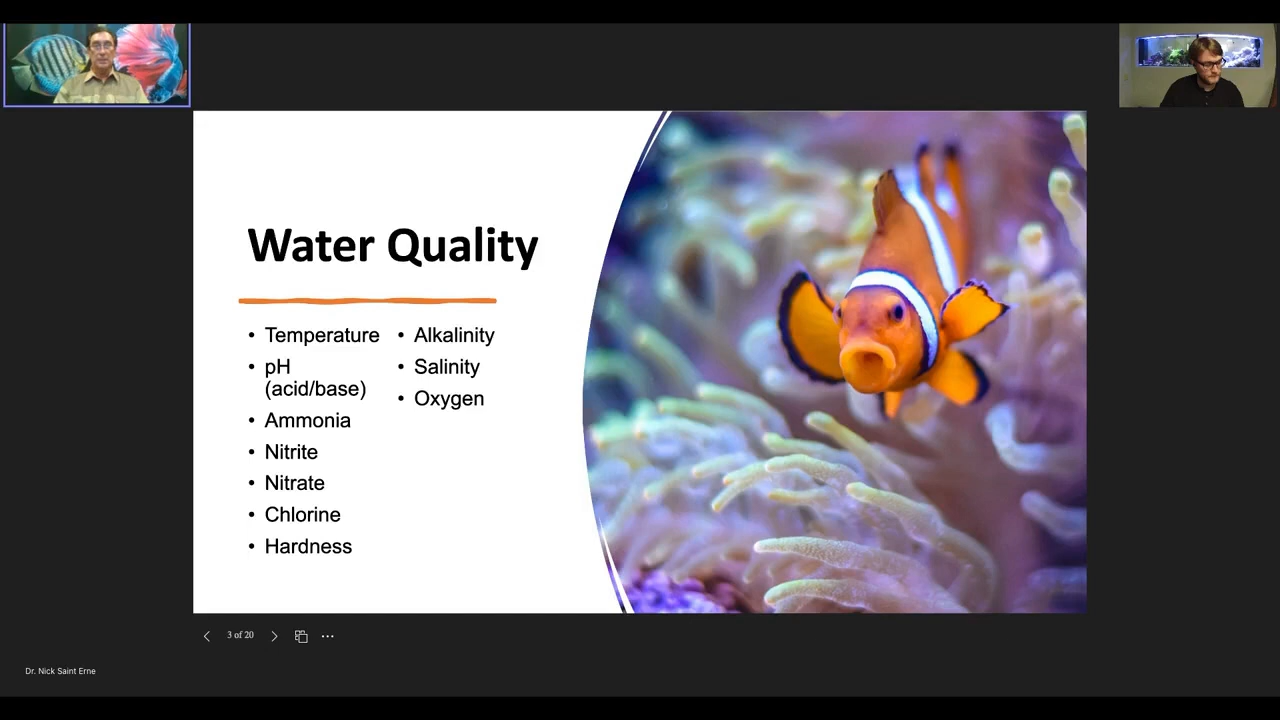 Water Quality
• Temperature
• pH
(acid/base)
• Ammonia
• Nitrite
• Nitrate
• Chlorine
• Hardness
• Alkalinity
• Salinity
• Oxygen
3 of 20
Dr. Nick Saint Erne